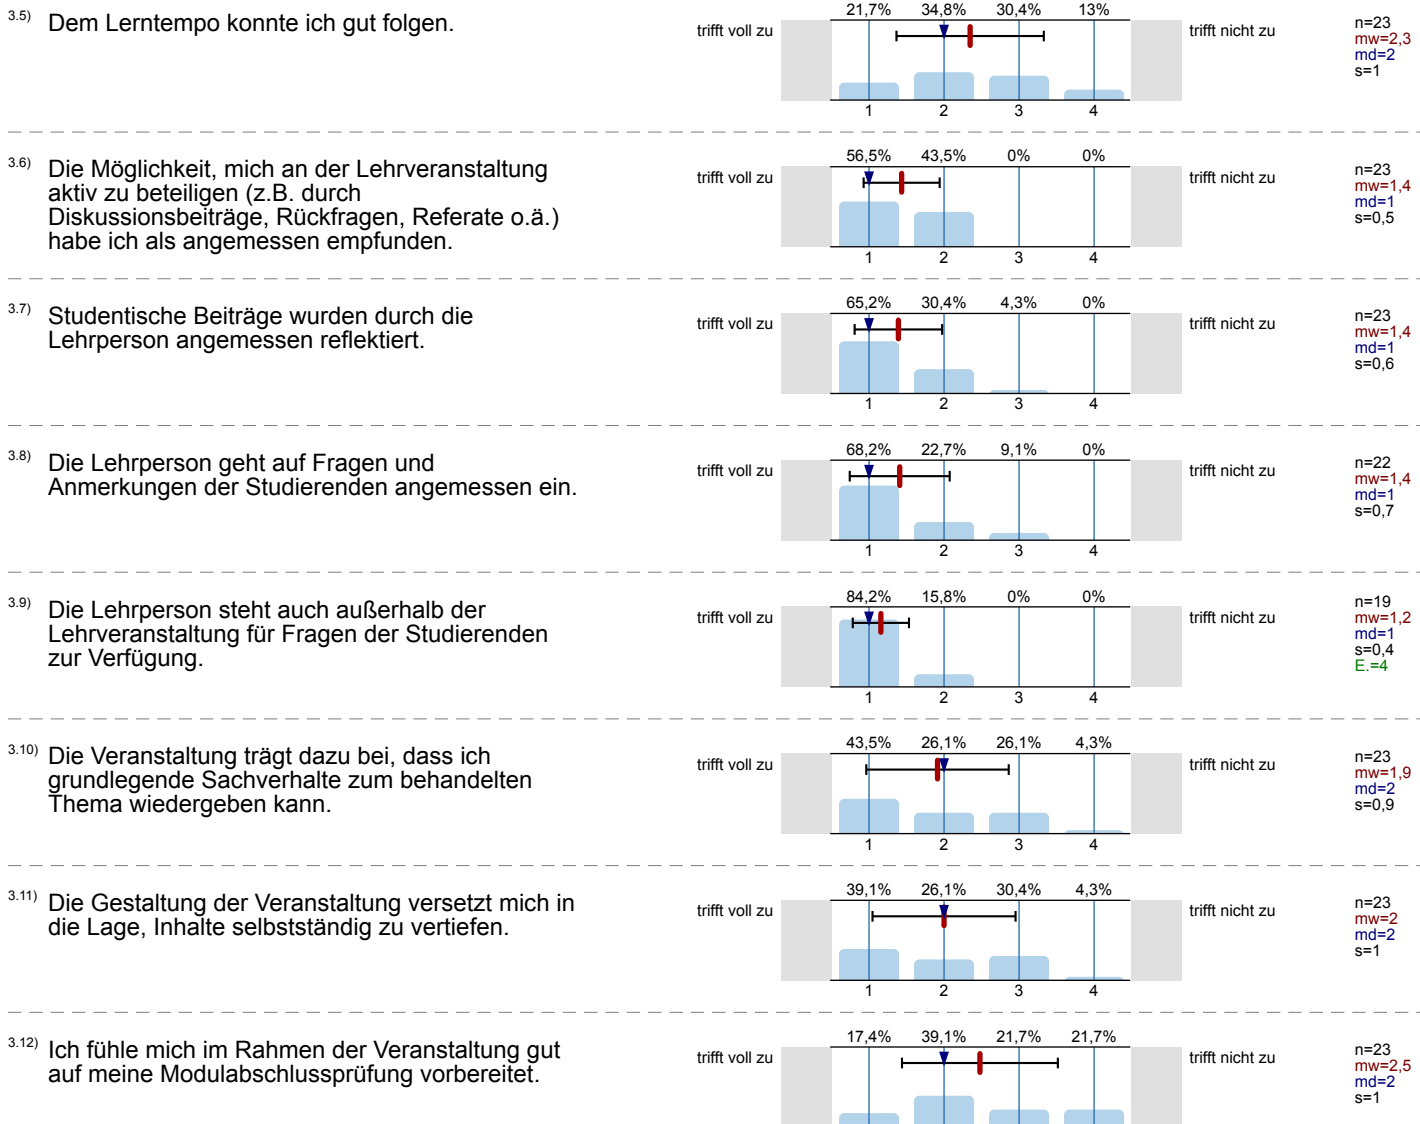 3.5) Dem Lerntempo konnte ich gut folgen.
trifft voll zu
21,7% 34,8% 30,4% 13%
1 2 3 4
trifft nicht zu
n=23
mw=2,3
md=2
s=1
3.6) Die Möglichkeit, mich an der Lehrveranstaltung
aktiv zu beteiligen (z.B. durch
Diskussionsbeiträge, Rückfragen, Referate o.ä.)
habe ich als angemessen empfunden.
trifft voll zu
56,5% 43,5% 0% 0%
1 2 3 4
trifft nicht zu
n=23
mw=1,4
md=1
s=0,5
3.7) Studentische Beiträge wurden durch die
Lehrperson angemessen reflektiert.
trifft voll zu
65,2% 30,4% 4,3% 0%
1 2 3 4
trifft nicht zu
n=23
mw=1,4
md=1
s=0,6
3.8) Die Lehrperson geht auf Fragen und
Anmerkungen der Studierenden angemessen ein.
trifft voll zu
68,2% 22,7% 9,1% 0%
1 2 3 4
trifft nicht zu
n=22
mw=1,4
md=1
s=0,7
3.9) Die Lehrperson steht auch außerhalb der
Lehrveranstaltung für Fragen der Studierenden
zur Verfügung.
trifft voll zu
84,2% 15,8% 0% 0%
1 2 3 4
trifft nicht zu
n=19
mw=1,2
md=1
s=0,4
E.=4
3.10) Die Veranstaltung trägt dazu bei, dass ich
grundlegende Sachverhalte zum behandelten
Thema wiedergeben kann.
trifft voll zu
43,5% 26,1% 26,1% 4,3%
1 2 3 4
trifft nicht zu
n=23
mw=1,9
md=2
s=0,9
3.11) Die Gestaltung der Veranstaltung versetzt mich in
die Lage, Inhalte selbstständig zu vertiefen.
trifft voll zu
39,1% 26,1% 30,4% 4,3%
1 2 3 4
trifft nicht zu
n=23
mw=2
md=2
s=1
3.12) Ich fühle mich im Rahmen der Veranstaltung gut
auf meine Modulabschlussprüfung vorbereitet.
trifft voll zu
17,4% 39,1% 21,7% 21,7%
trifft nicht zu
n=23
mw=2,5
md=2
s=1